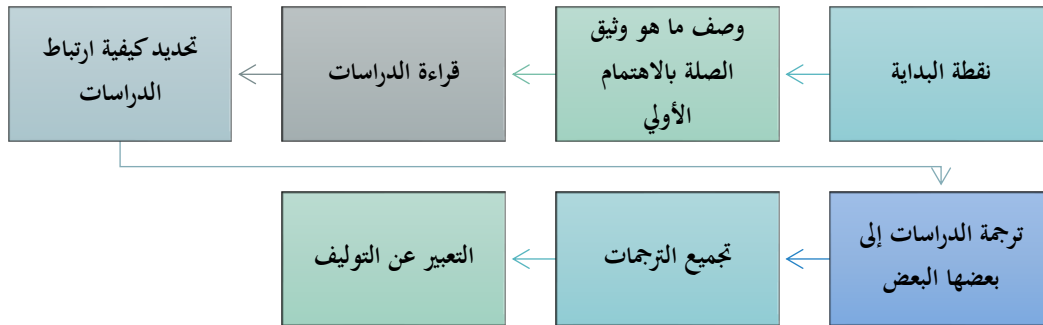 نقطة البداية
وصف ما هو وثيق
الصلة بالاهتمام
الأولي
قراءة الدراسات
تحديد كيفية ارتباط
الدراسات
ترجمة الدراسات إلى
بعضها البعض
تجميع الترجمات
التعبير عن التوليف